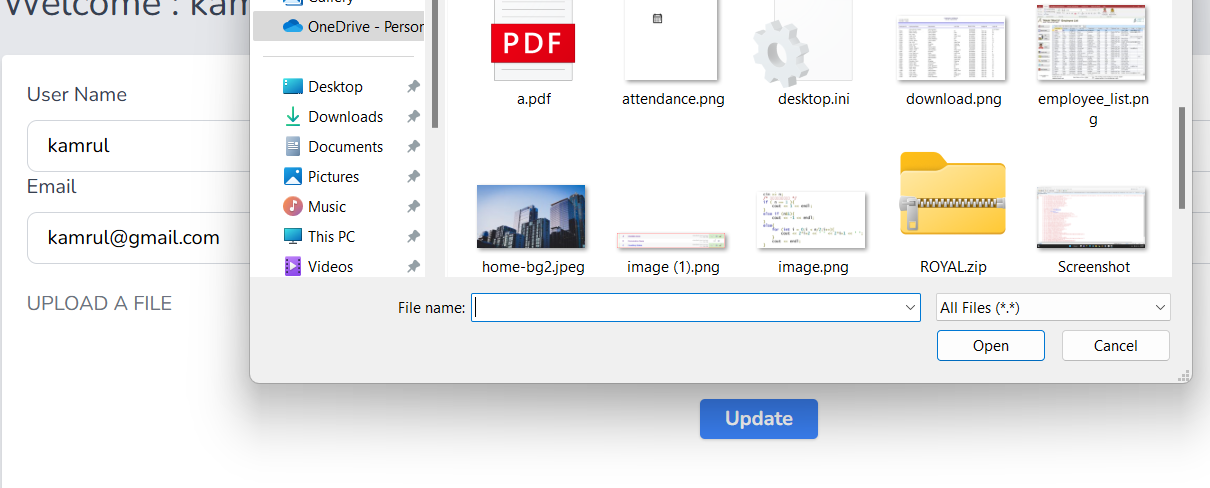 Welcome : kam
Gallery
OneDrive - Person
Desktop
Downloads
Documents
Pictures
Music
This PC
Videos
User Name
kamrul
Email
kamrul@gmail.com
UPLOAD A FILE
PDF
a.pdf
attendance.png
desktop.ini
download.png
employee_list.pn
g
home-bg2.jpeg
image (1).png
image.png
ROYAL.zip
Screenshot
File name:
All Files (*.*)
Open
Cancel
Update